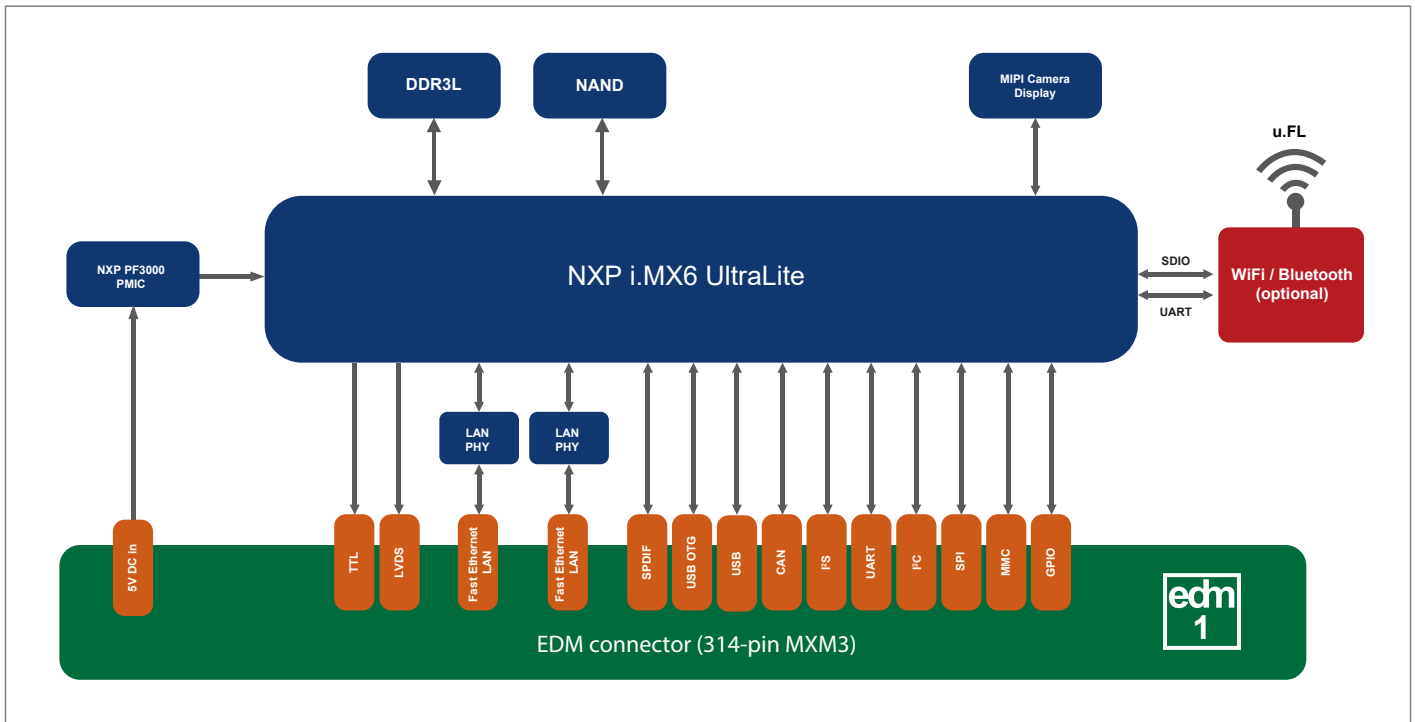 DDR3L
NAND
MIPI Camera
Display
u.FL
NXP PF3000
PMIC
NXP i.MX6 UltraLite
SDIO
UART
WiFi / Bluetooth
(optional)
LAN
PHY
LAN
PHY
5V DC in
TTL
LVDS
Fast Ethernet
LAN
Fast Ethernet
LAN
SPDIF
USB OTG
USB
CAN
I²S
UART
I²C
SPI
MMC
GPIO
edm
1
EDM connector (314-pin MXM3)